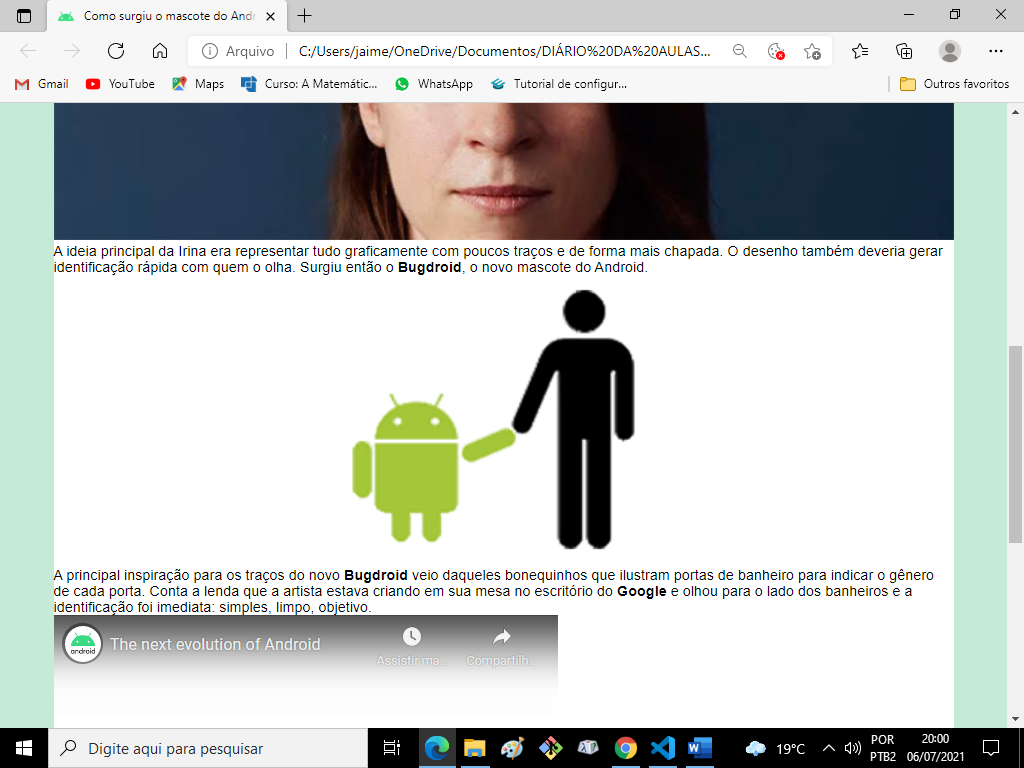 Como surgiu o mascote do Andr
Arquivo
C:/Users/jaime/OneDrive/Documentos/DIÁRIO%20DA%20AULAS...
Gmail
YouTube
Maps
Curso: A Matemátic...
WhatsApp
Tutorial de configur...
Outros favoritos
A ideia principal da Irina era representar tudo graficamente com poucos traços e de forma mais chapada. O desenho também deveria gerar
identificação rápida com quem o olha. Surgiu então o Bugdroid, o novo mascote do Android.
A principal inspiração para os traços do novo Bugdroid veio daqueles bonequinhos que ilustram portas de banheiro para indicar o gênero
de cada porta. Conta a lenda que a artista estava criando em sua mesa no escritório do Google e olhou para o lado dos banheiros e a
identificação foi imediata: simples, limpo, objetivo.
android
The next evolution of Android
Assistir ma...
Compartilh...
Digite aqui para pesquisar
19°C
POR
PTB2
20:00
06/07/2021